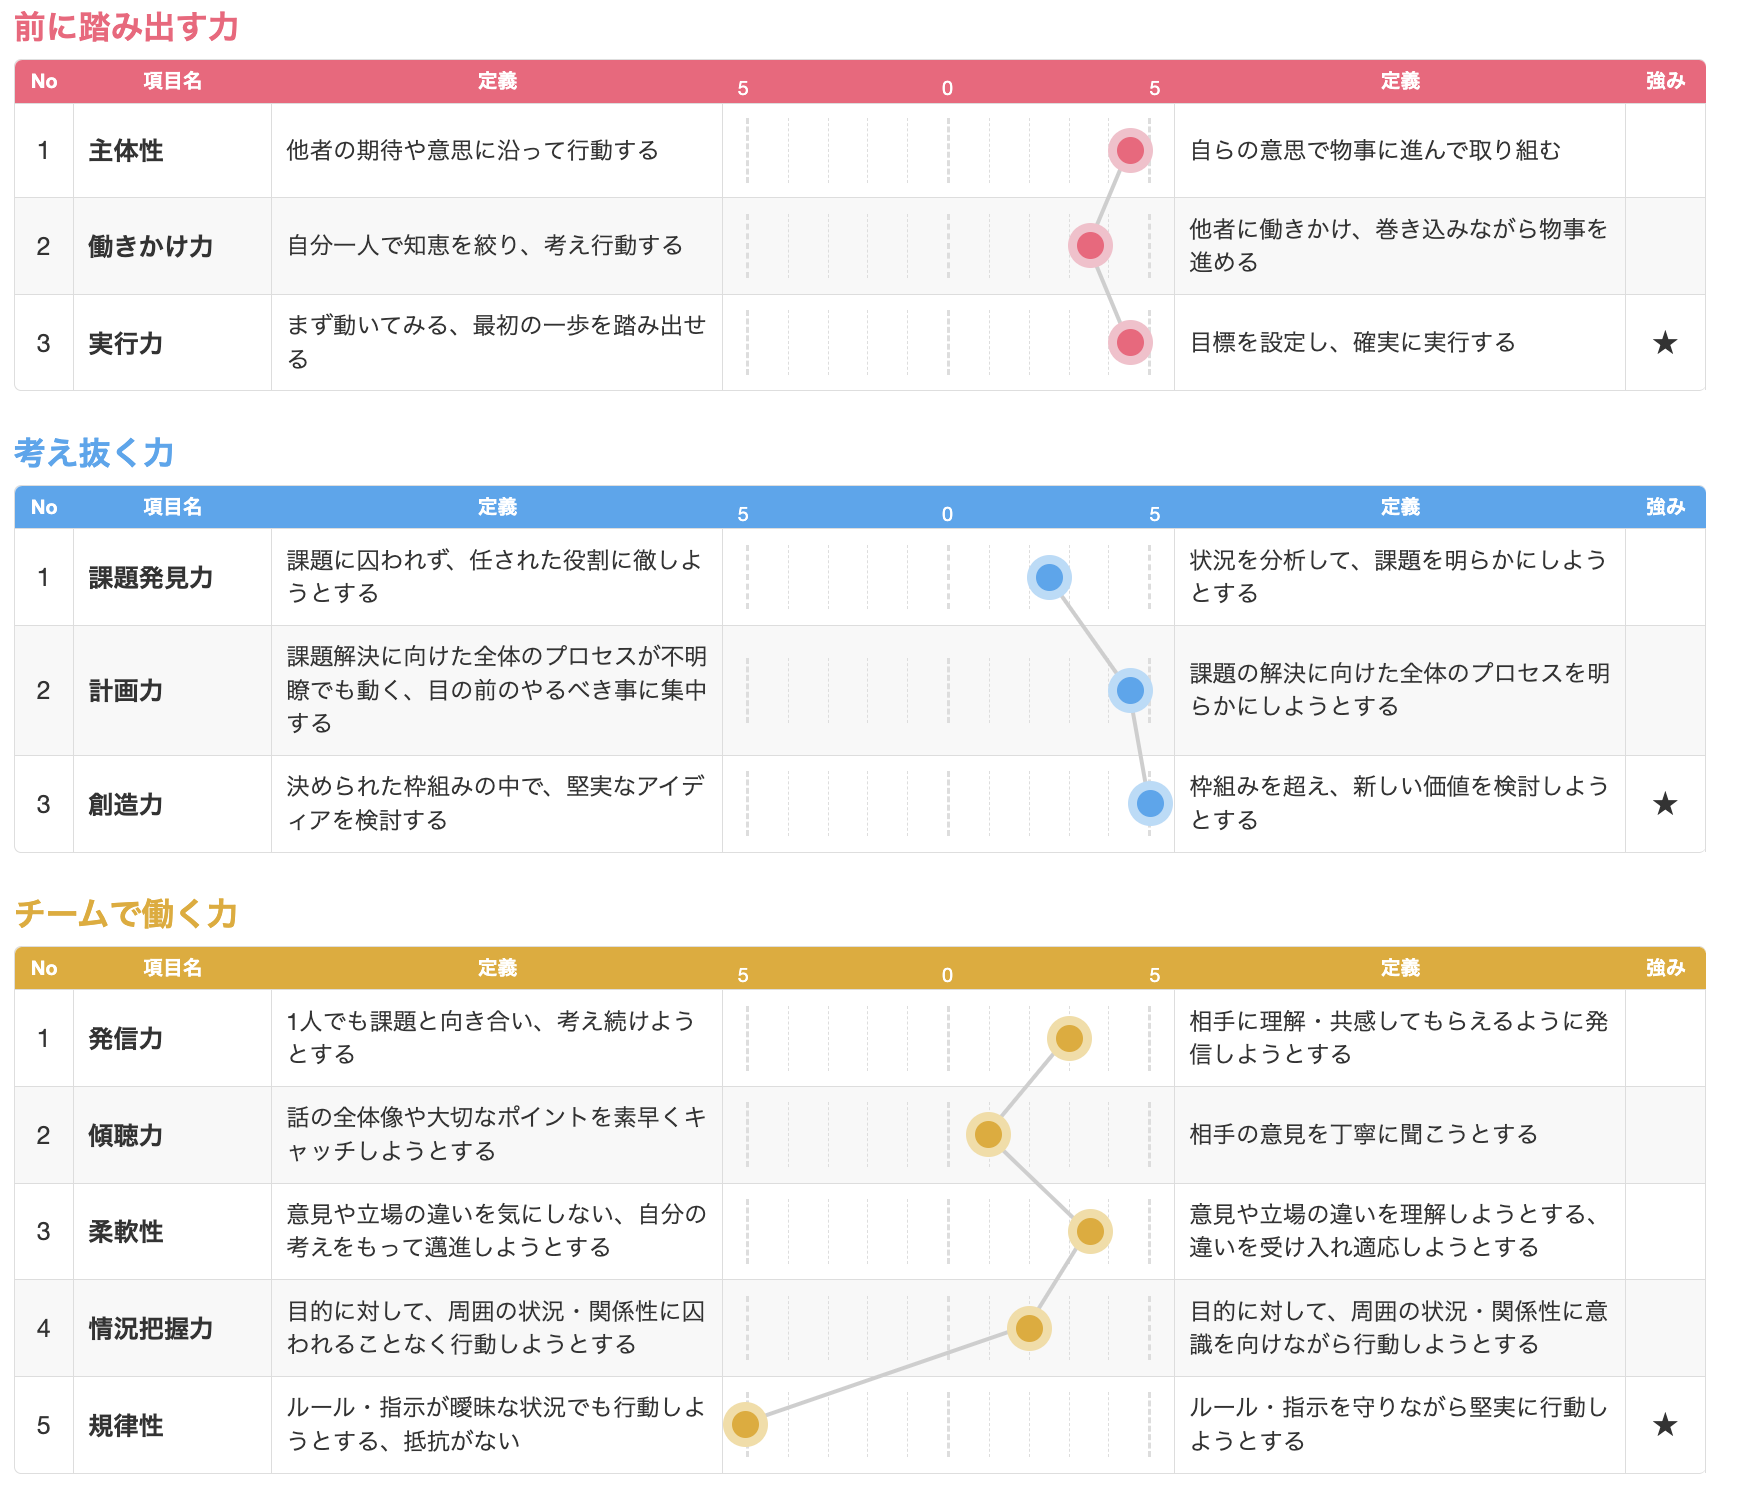 前に踏み出す力
No 項目名 定義 5 0 5 定義 強み
1 主体性 他者の期待や意思に沿って行動する 自らの意思で物事に進んで取り組む
2 働きかけ力 自分一人で知恵を絞り、考え行動する 他者に働きかけ、巻き込みながら物事を
進める
3 実行力 まず動いてみる、最初の一歩を踏み出せ
る 目標を設定し、確実に実行する ★
考え抜く力
No 項目名 定義 5 0 5 定義 強み
1 課題発見力 課題に囚われず、任された役割に徹しよ
うとする 状況を分析して、課題を明らかにしよう
とする
2 計画力 課題解決に向けた全体のプロセスが不明
瞭でも動く、目の前のやるべき事に集中
する 課題の解決に向けた全体のプロセスを明
らかにしようとする
3 創造力 決められた枠組みの中で、堅実なアイデ
ィアを検討する 枠組みを超え、新しい価値を検討しよう
とする ★
チームで働く力
No 項目名 定義 5 0 5 定義 強み
1 発信力 1人でも課題と向き合い、考え続けよう
とする 相手に理解・共感してもらえるように発
信しようとする
2 傾聴力 話の全体像や大切なポイントを素早くキ
ャッチしようとする 相手の意見を丁寧に聞こうとする
3 柔軟性 意見や立場の違いを気にしない、自分の
考えをもって邁進しようとする 意見や立場の違いを理解しようとする、
違いを受け入れ適応しようとする
4 情況把握力 目的に対して、周囲の状況・関係性に囚
われることなく行動しようとする 目的に対して、周囲の状況・関係性に意
識を向けながら行動しようとする
5 規律性 ルール・指示が曖昧な状況でも行動しよ
うとする、抵抗がない ルール・指示を守りながら堅実に行動し
ようとする ★